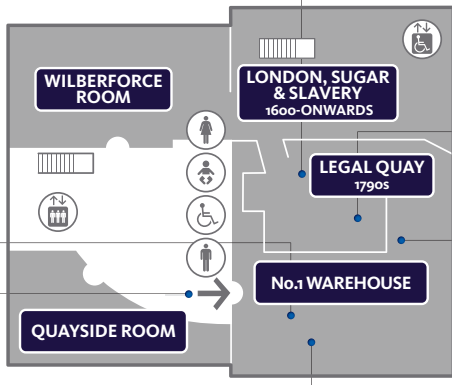 WILBERFORCE
ROOM
LONDON, SUGAR
& SLAVERY
1600-ONWARDS
LEGAL QUAY
1790s
No.1 WAREHOUSE
QUAYSIDE ROOM